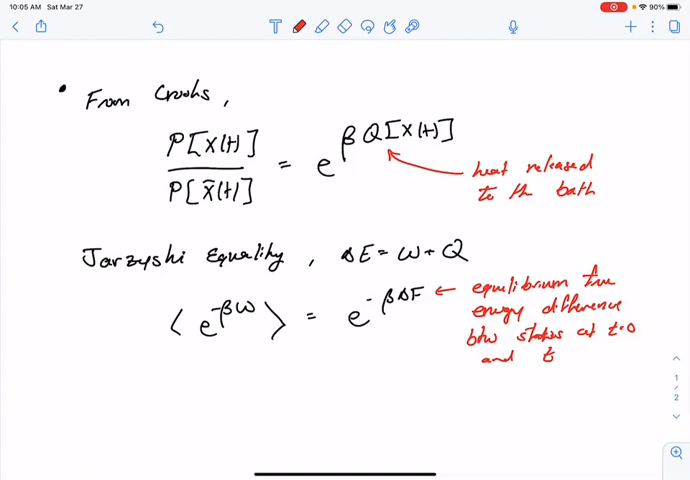 10:05 AM Sat Mar 27
90%
• From Crooks,
P[X(t)] / P[X̃(t)] = e^{βQ[X(t)]}
heat released
to the bath
Jarzynski Equality, ΔE = W + Q
⟨e^{-βW}⟩ = e^{-βΔF}
equilibrium free
energy difference
btw states at t=0
and t
1
2